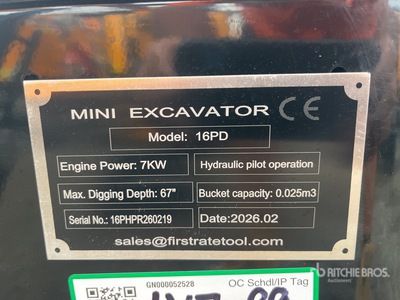 MINI EXCAVATOR CE
Model: 16PD
Engine Power: 7KW Hydraulic pilot operation
Max. Digging Depth: 67" Bucket capacity: 0.025m3
Serial No.: 16PHPR260219 Date:2026.02
sales@firstratetool.com
GN000052528 OC Schdl/IP Tag
RITCHIE BROS.